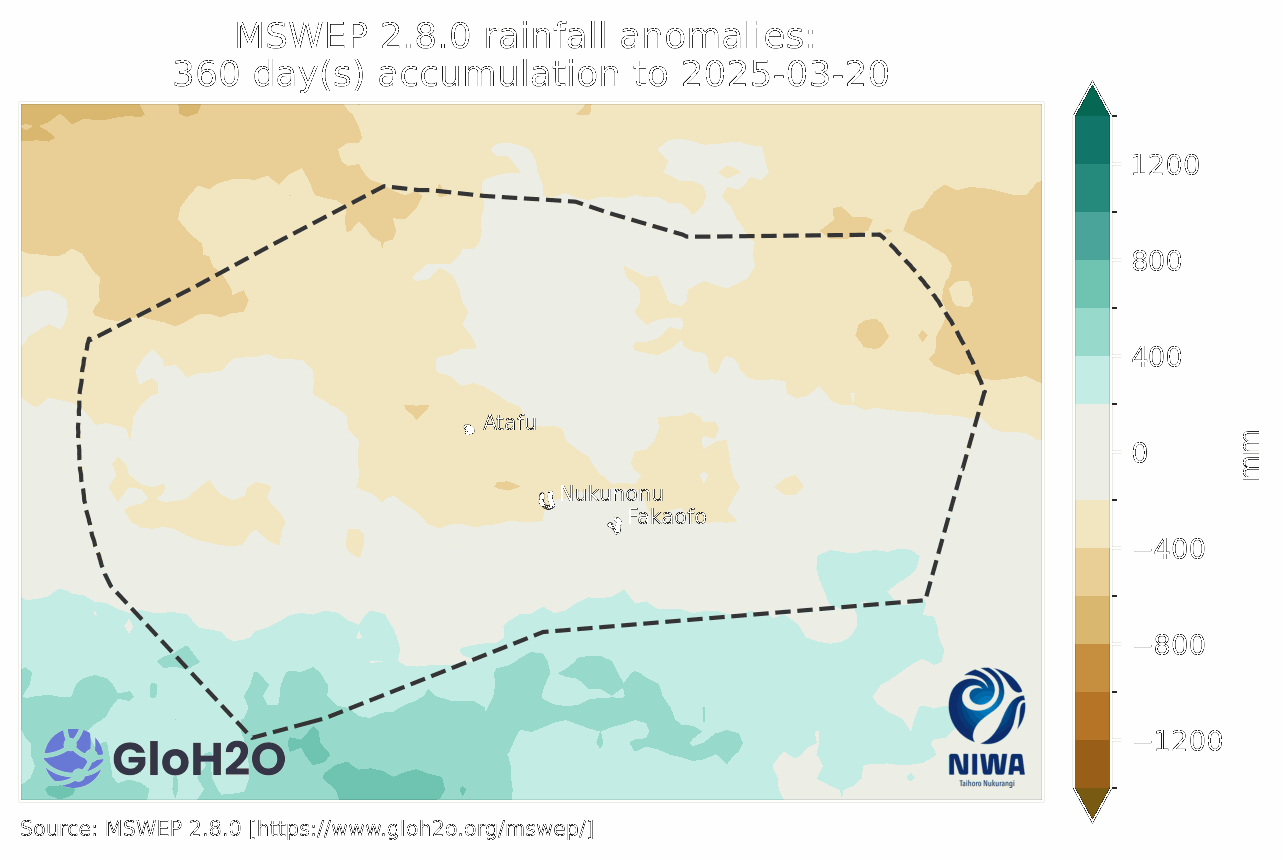 MSWEP 2.8.0 rainfall anomalies:
360 day(s) accumulation to 2025-03-20
1200
800
400
0
−400
−800
−1200
mm
Atafu
Nukunonu
Fakaofo
GloH2O
NIWA
Taihoro Nukurangi
Source: MSWEP 2.8.0 [https://www.gloh2o.org/mswep/]